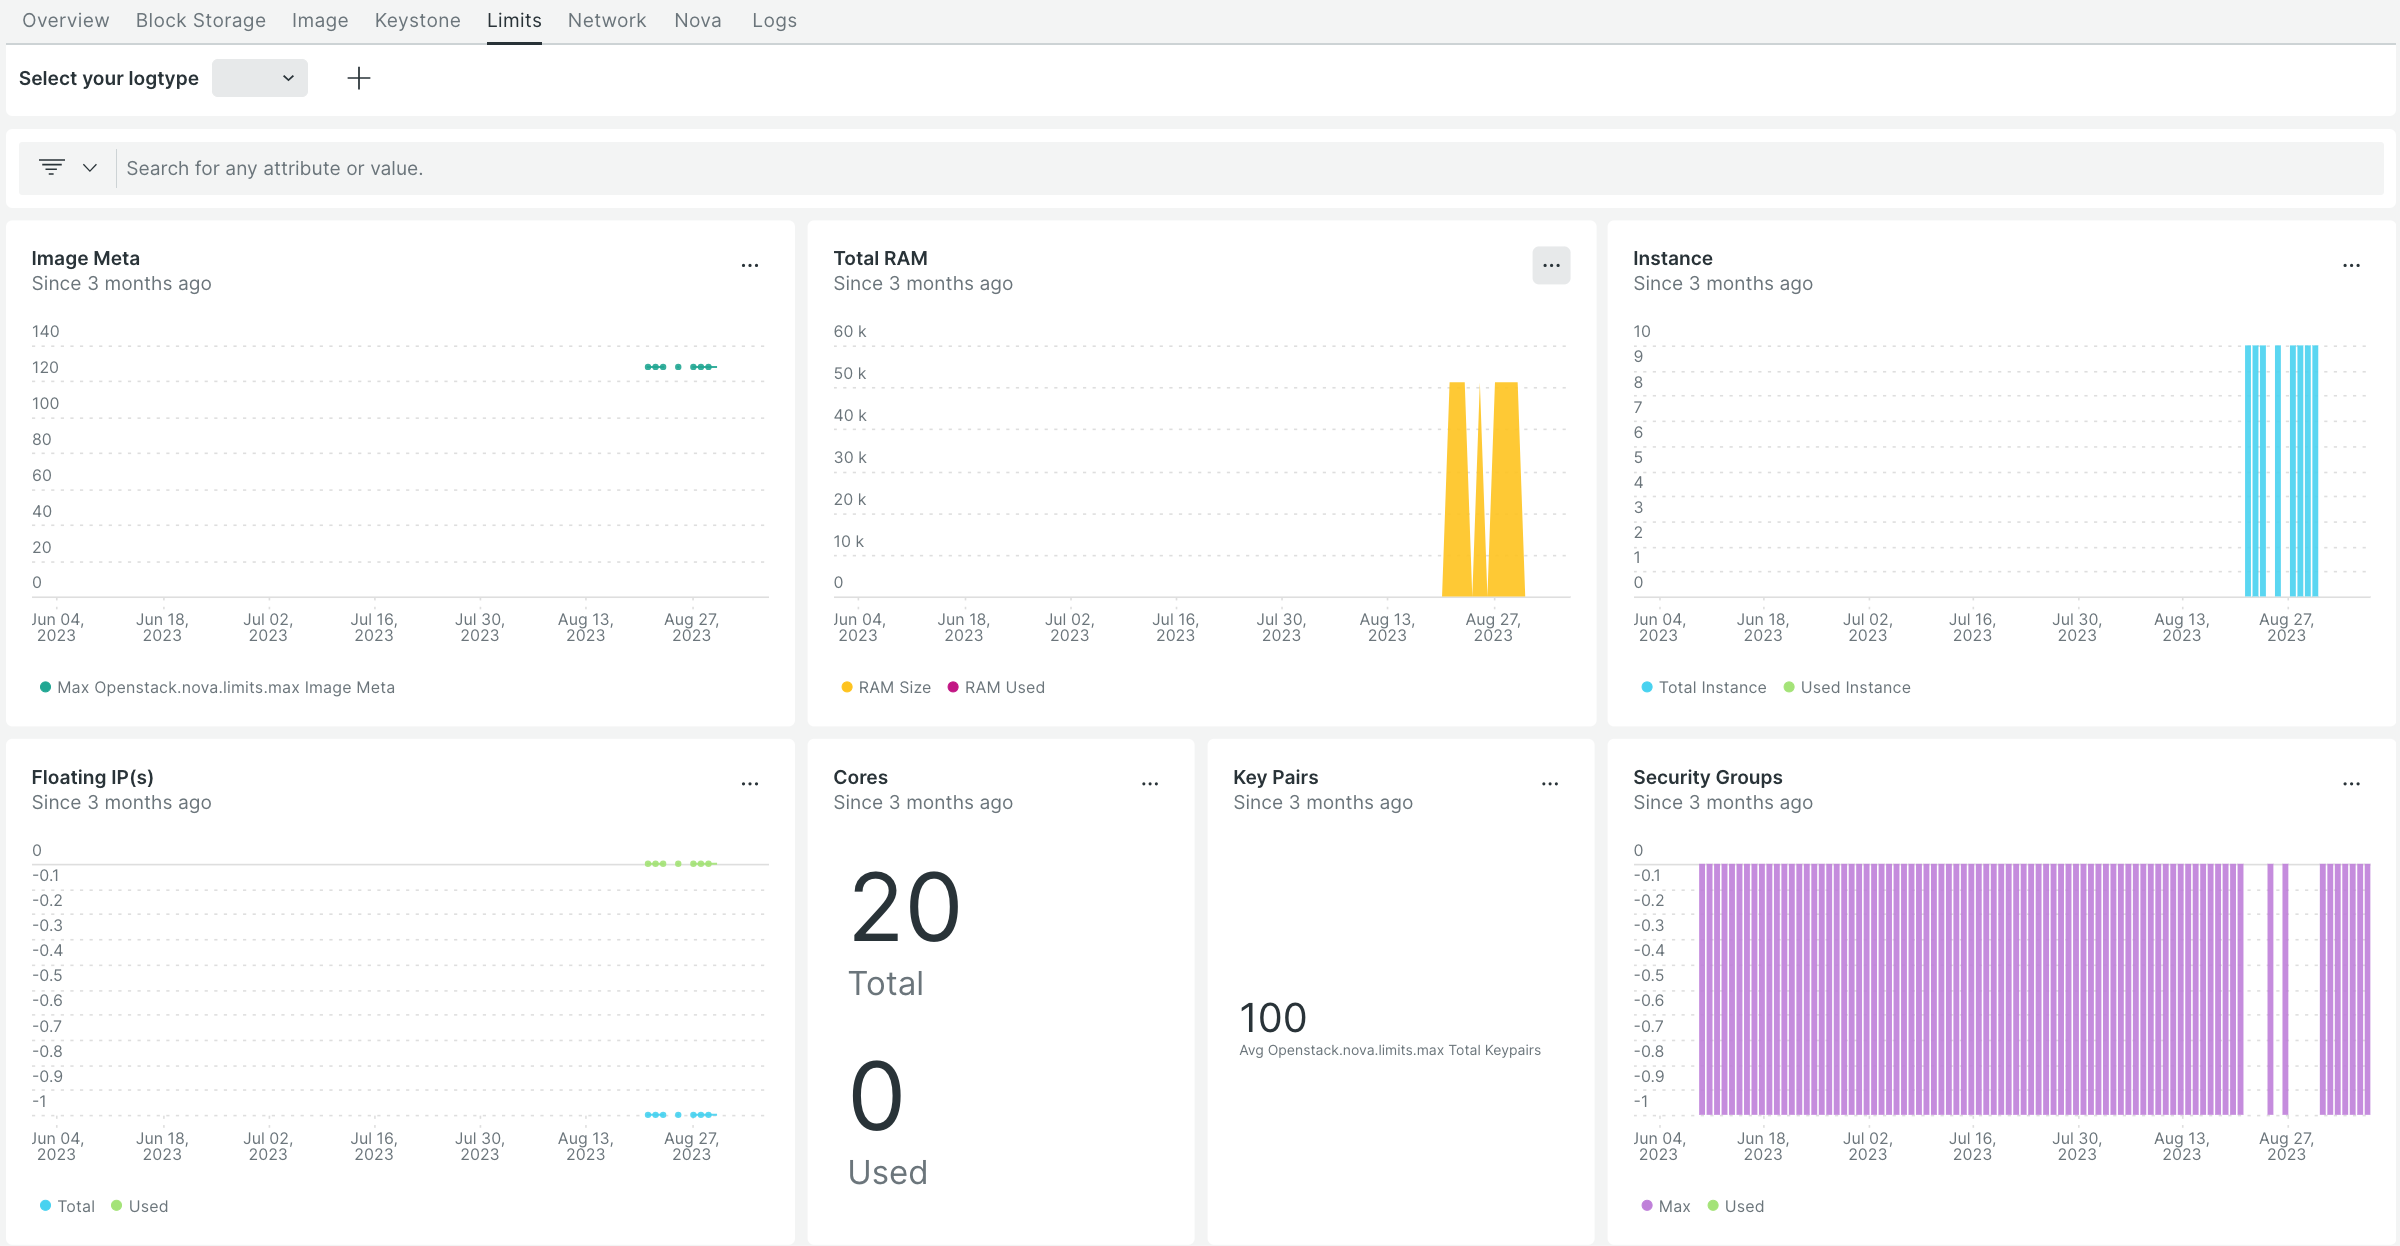 Overview Block Storage Image Keystone Limits Network Nova Logs
Select your logtype
Search for any attribute or value.
Image Meta
Since 3 months ago
140
120
100
80
60
40
20
0
Jun 04, 2023 Jun 18, 2023 Jul 02, 2023 Jul 16, 2023 Jul 30, 2023 Aug 13, 2023 Aug 27, 2023
Max Openstack.nova.limits.max Image Meta
Total RAM
Since 3 months ago
60 k
50 k
40 k
30 k
20 k
10 k
0
Jun 04, 2023 Jun 18, 2023 Jul 02, 2023 Jul 16, 2023 Jul 30, 2023 Aug 13, 2023 Aug 27, 2023
RAM Size RAM Used
Instance
Since 3 months ago
10
9
8
7
6
5
4
3
2
1
0
Jun 04, 2023 Jun 18, 2023 Jul 02, 2023 Jul 16, 2023 Jul 30, 2023 Aug 13, 2023 Aug 27, 2023
Total Instance Used Instance
Floating IP(s)
Since 3 months ago
0
-0.1
-0.2
-0.3
-0.4
-0.5
-0.6
-0.7
-0.8
-0.9
-1
Jun 04, 2023 Jun 18, 2023 Jul 02, 2023 Jul 16, 2023 Jul 30, 2023 Aug 13, 2023 Aug 27, 2023
Total Used
Cores
Since 3 months ago
20
Total
0
Used
Key Pairs
Since 3 months ago
100
Avg Openstack.nova.limits.max Total Keypairs
Security Groups
Since 3 months ago
0
-0.1
-0.2
-0.3
-0.4
-0.5
-0.6
-0.7
-0.8
-0.9
-1
Jun 04, 2023 Jun 18, 2023 Jul 02, 2023 Jul 16, 2023 Jul 30, 2023 Aug 13, 2023 Aug 27, 2023
Max Used